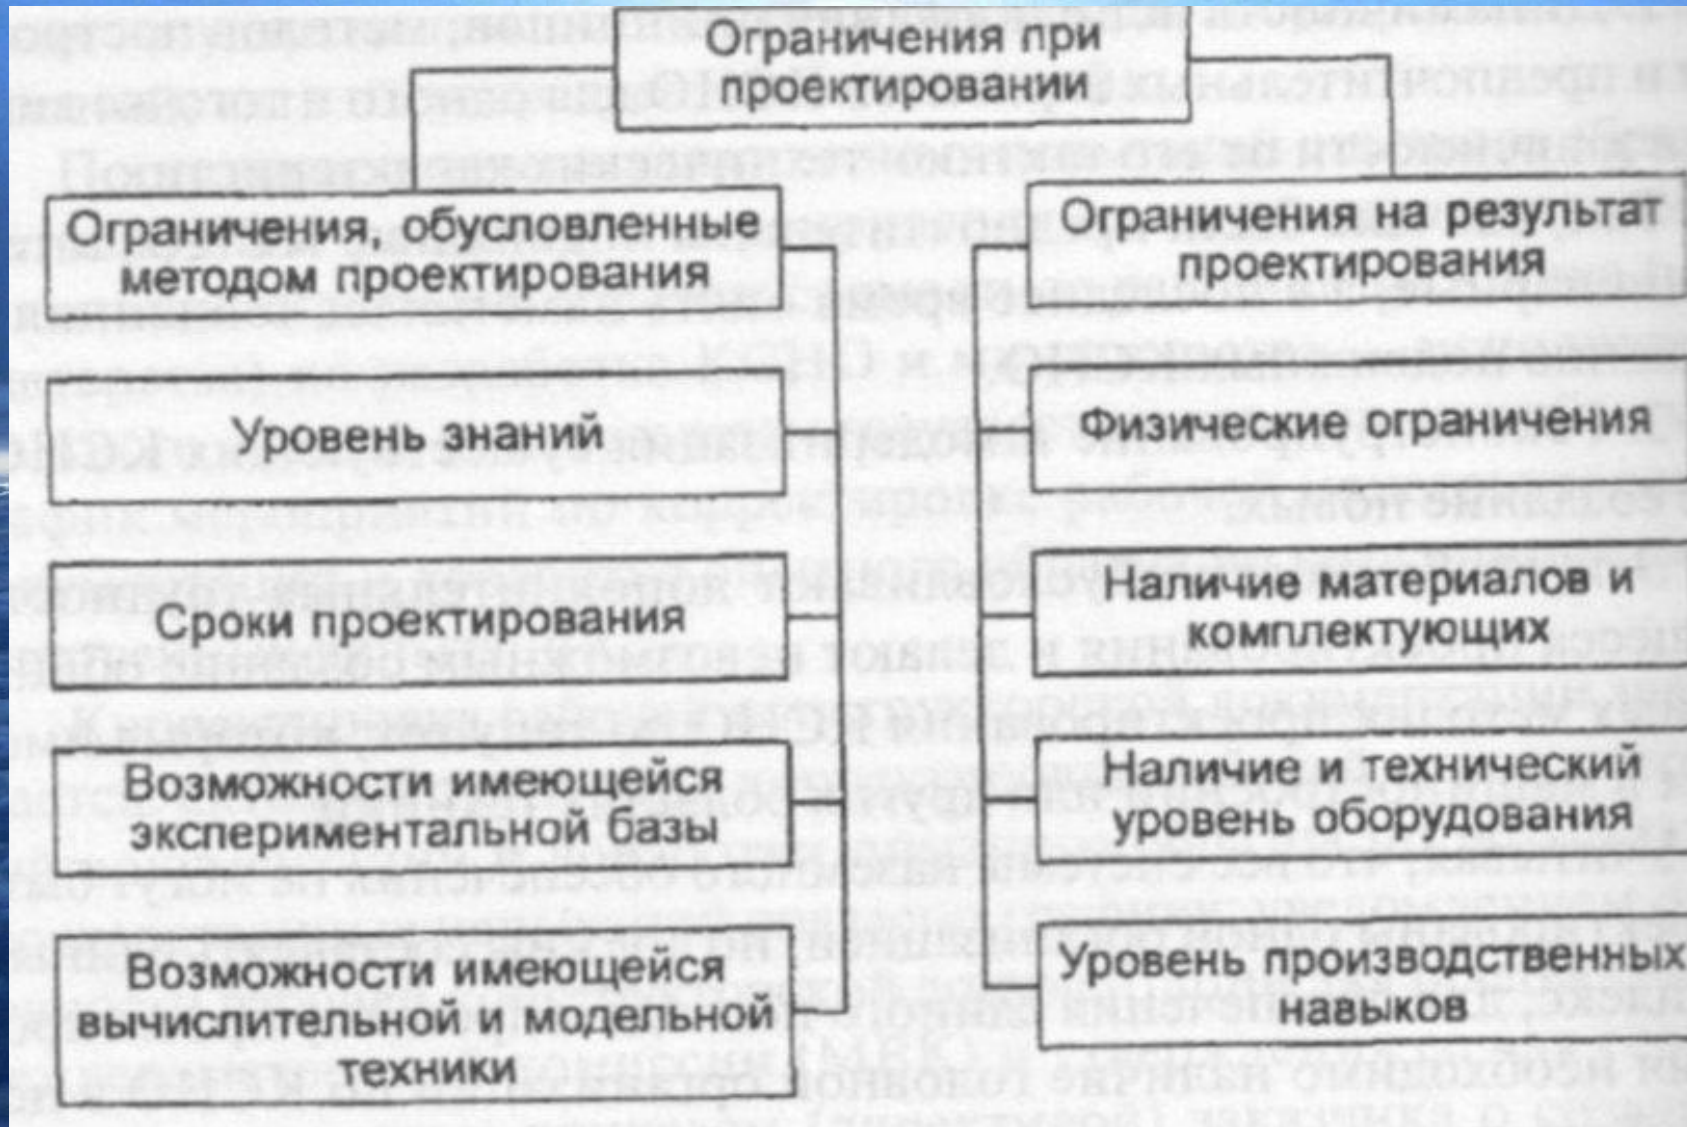 Ограничения при
проектировании
Ограничения, обусловленные
методом проектирования
Уровень знаний
Сроки проектирования
Возможности имеющейся
экспериментальной базы
Возможности имеющейся
вычислительной и модельной
техники
Ограничения на результат
проектирования
Физические ограничения
Наличие материалов и
комплектующих
Наличие и технический
уровень оборудования
Уровень производственных
навыков